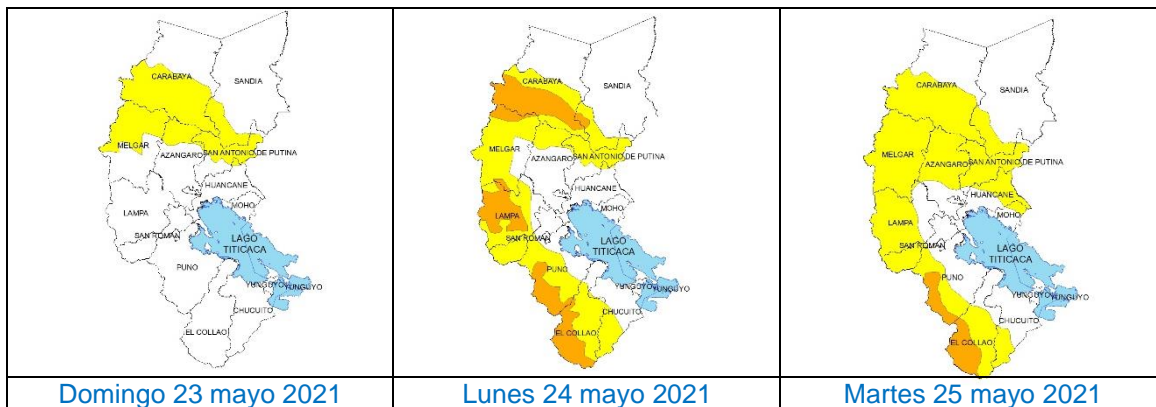 CARABAYA
SANDIA
MELGAR
AZANGARO
SAN ANTONIO DE PUTINA
HUANCANE
LAMPA
MOHO
SAN ROMAN
LAGO
TITICACA
PUNO
YUNGUYO
YUNGUYO
CHUCUITO
EL COLLAO
Domingo 23 mayo 2021
CARABAYA
SANDIA
MELGAR
AZANGARO
SAN ANTONIO DE PUTINA
HUANCANE
LAMPA
MOHO
SAN ROMAN
LAGO
TITICACA
PUNO
YUNGUYO
YUNGUYO
CHUCUITO
EL COLLAO
Lunes 24 mayo 2021
CARABAYA
SANDIA
MELGAR
AZANGARO
SAN ANTONIO DE PUTINA
HUANCANE
LAMPA
MOHO
SAN ROMAN
LAGO
TITICACA
PUNO
YUNGUYO
YUNGUYO
CHUCUITO
EL COLLAO
Martes 25 mayo 2021